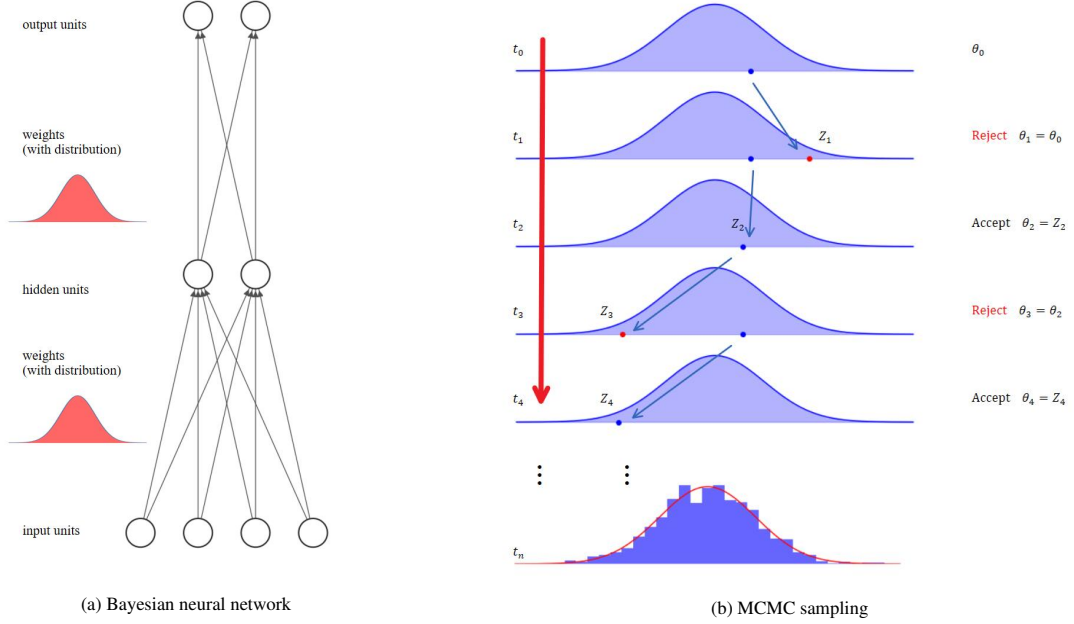 output units
weights
(with distribution)
hidden units
weights
(with distribution)
input units
(a) Bayesian neural network
t₀
θ₀
t₁
Z₁
Reject θ₁ = θ₀
t₂
Z₂
Accept θ₂ = Z₂
t₃
Z₃
Reject θ₃ = θ₂
t₄
Z₄
Accept θ₄ = Z₄
⋮ ⋮
tₙ
(b) MCMC sampling